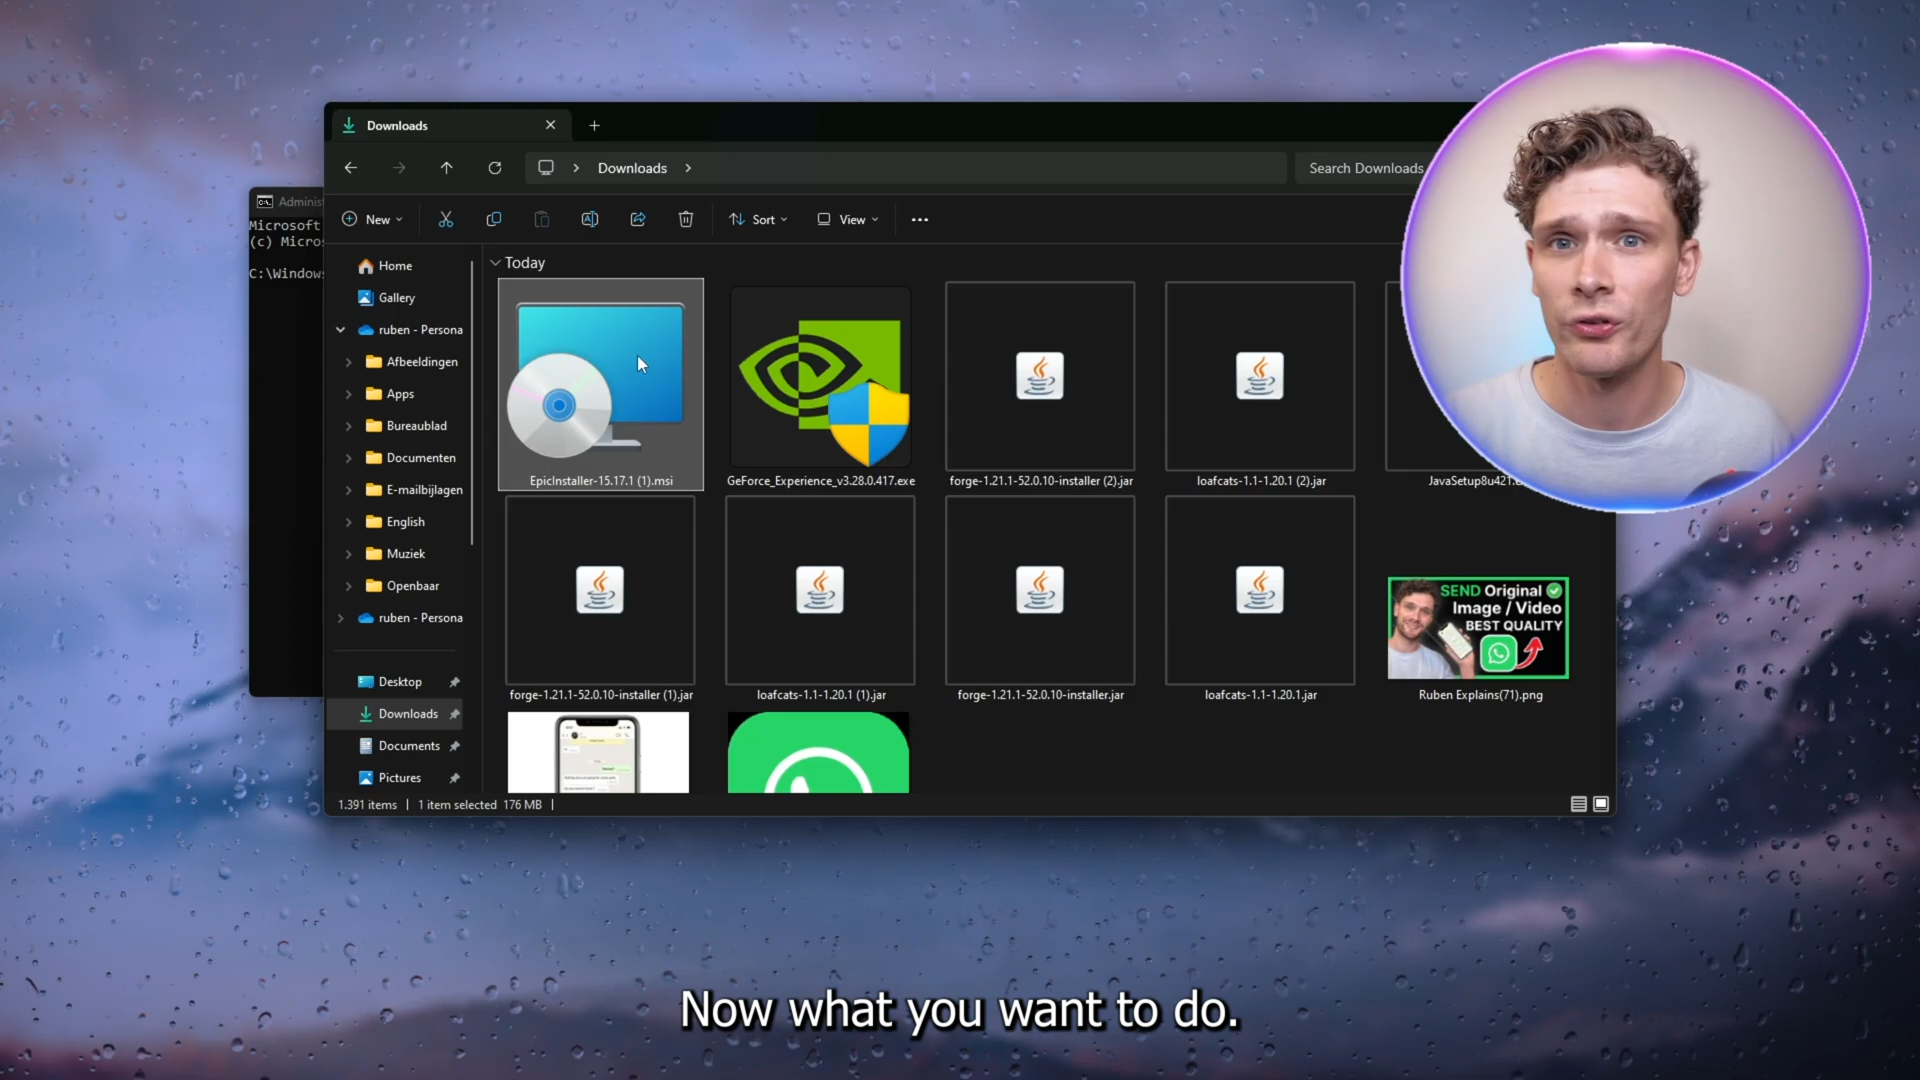 Downloads
Downloads
Search Downloads
Adminis
Microsoft
(c) Micros
C:\Windows
New
Sort
View
Home
Gallery
ruben - Persona
Afbeeldingen
Apps
Bureaublad
Documenten
E-mailbijlagen
English
Muziek
Openbaar
ruben - Persona
Desktop
Downloads
Documents
Pictures
Today
EpicInstaller-15.17.1 (1).msi
GeForce_Experience_v3.28.0.417.exe
forge-1.21.1-52.0.10-installer (2).jar
loafcats-1.1-1.20.1 (2).jar
JavaSetup8u421.e
forge-1.21.1-52.0.10-installer (1).jar
loafcats-1.1-1.20.1 (1).jar
forge-1.21.1-52.0.10-installer.jar
loafcats-1.1-1.20.1.jar
SEND Original
Image / Video
BEST QUALITY
Ruben Explains(71).png
1.391 items
1 item selected 176 MB
Now what you want to do.